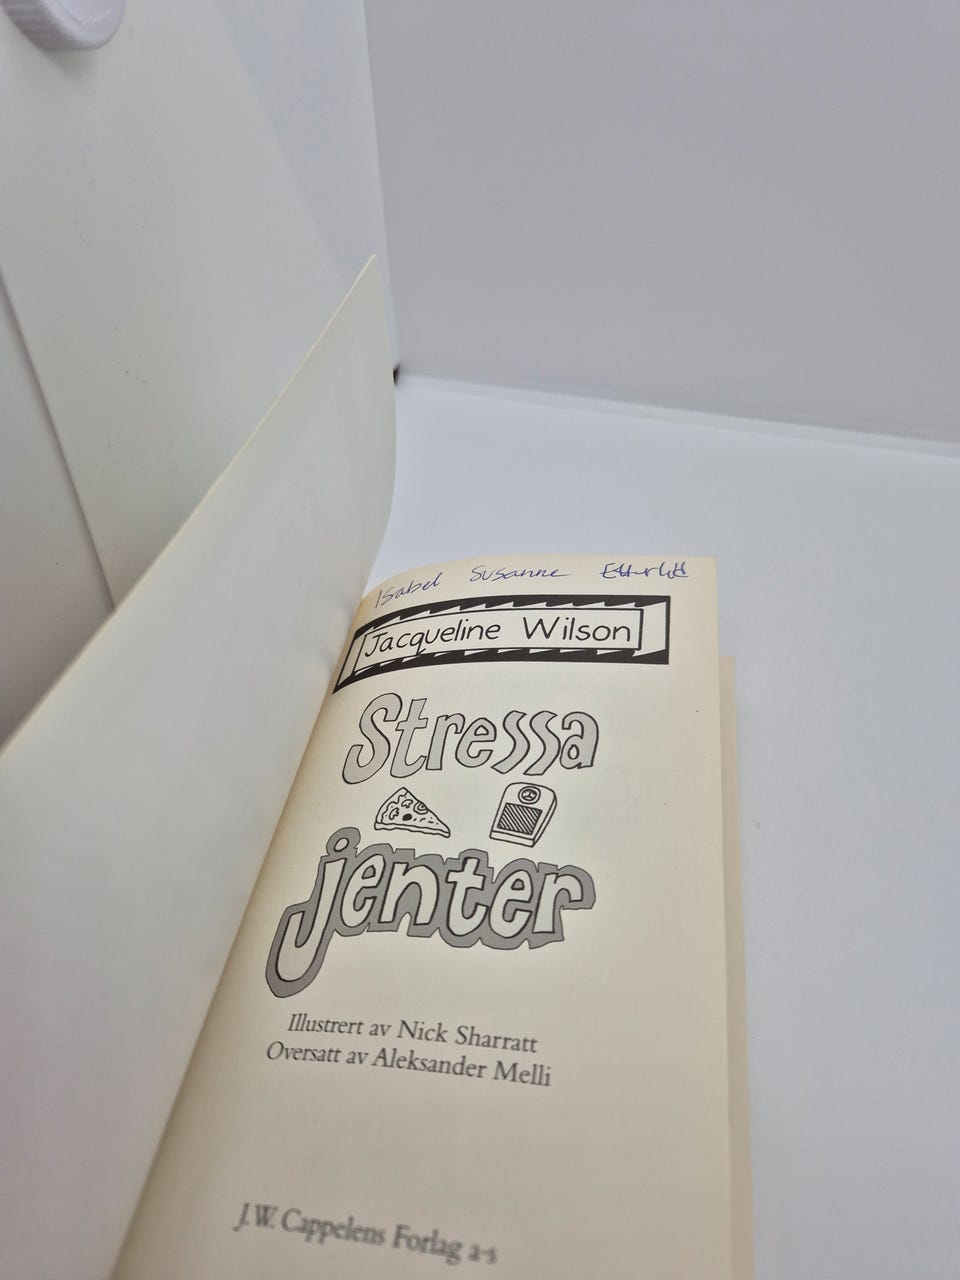 Isabel Susanne
Jacqueline Wilson
Stressa
jenter
Illustrert av Nick Sharratt
Oversatt av Aleksander Melli
J.W. Cappelens Forlag a·s